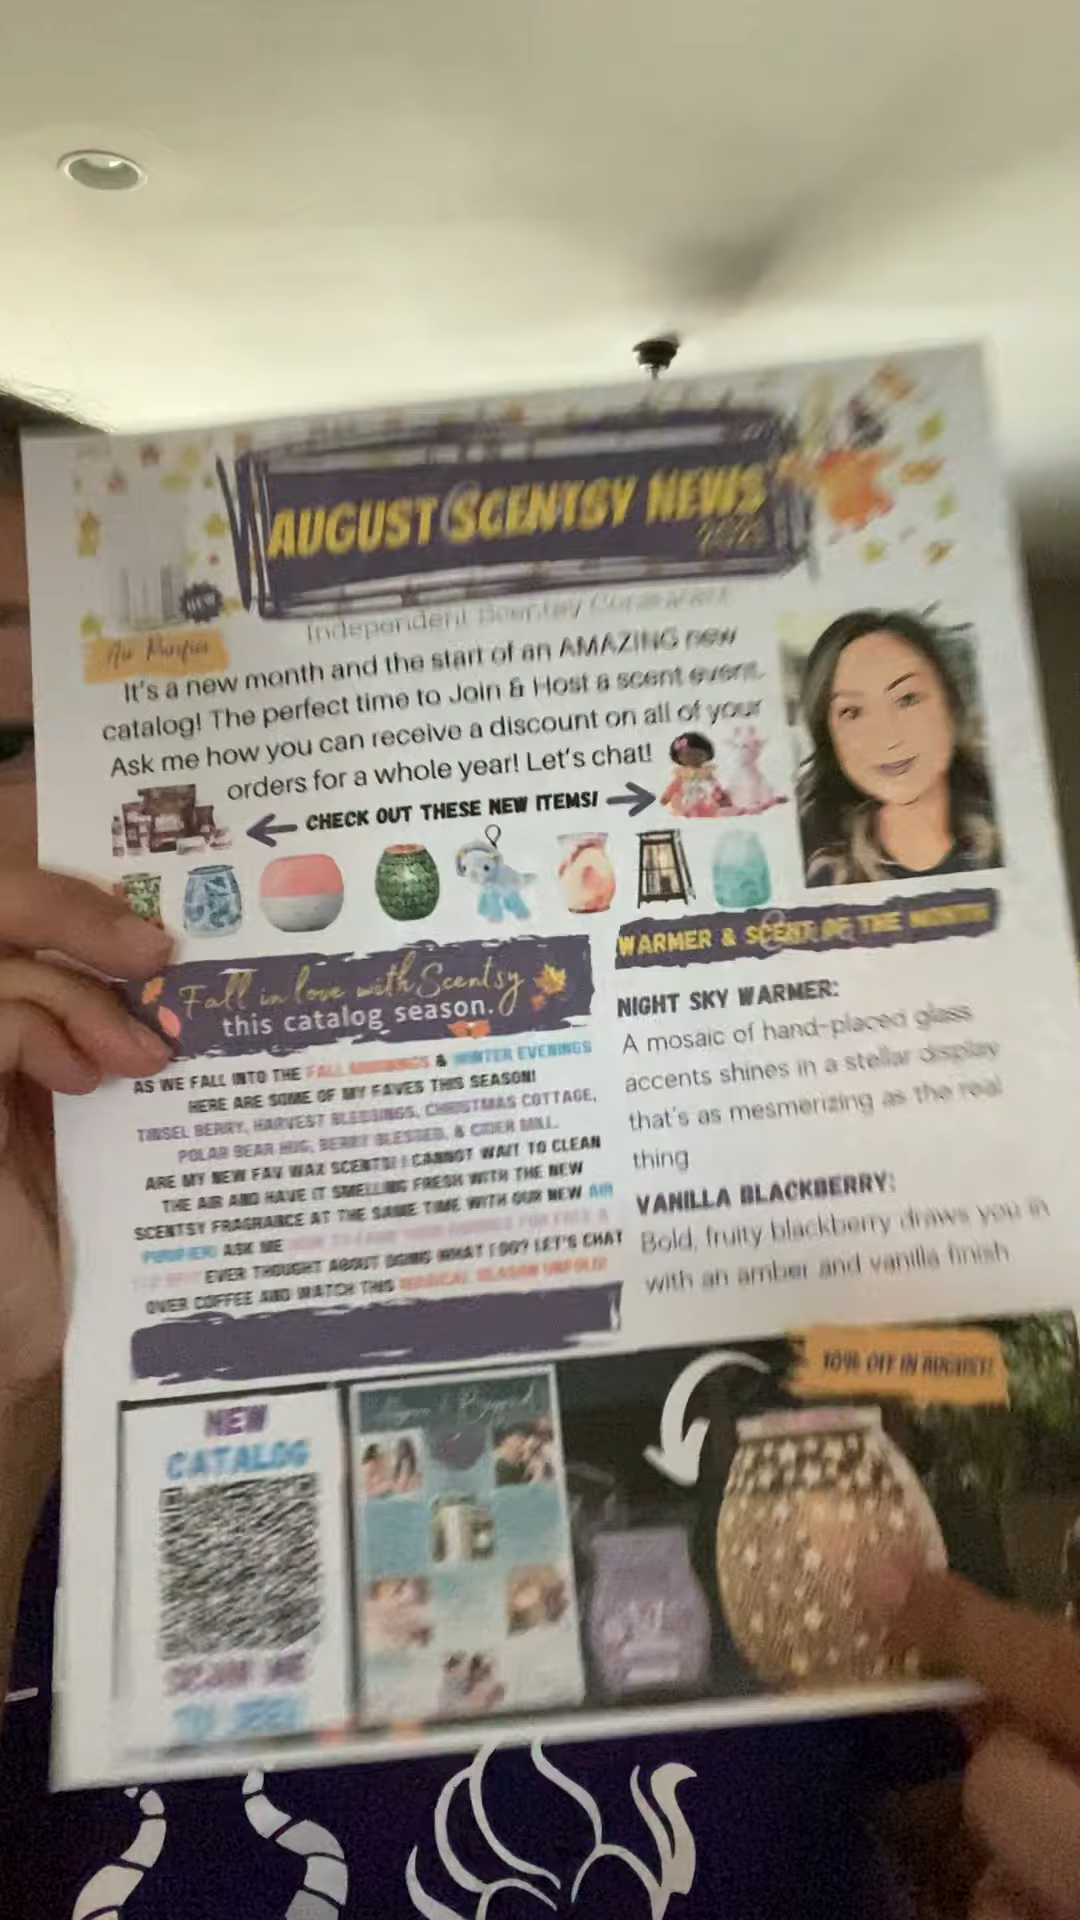 AUGUST SCENTSY NEWS
NEW
Air Purifier
Independent Scentsy Consultant
It's a new month and the start of an AMAZING new
catalog! The perfect time to Join & Host a scent event.
Ask me how you can receive a discount on all of your
orders for a whole year! Let's chat!
CHECK OUT THESE NEW ITEMS!
Fall in love with Scentsy
this catalog season.
AS WE FALL INTO THE FALL MORNINGS & WINTER EVENINGS
HERE ARE SOME OF MY FAVES THIS SEASON!
TINSEL BERRY, HARVEST BLESSINGS, CHRISTMAS COTTAGE,
POLAR BEAR HUG, BERRY BLESSED, & CIDER MILL.
ARE MY NEW FAV WAX SCENTS! I CANNOT WAIT TO CLEAN
THE AIR AND HAVE IT SMELLING FRESH WITH THE NEW
SCENTSY FRAGRANCE AT THE SAME TIME WITH OUR NEW AIR
PURIFIER! ASK ME
EVER THOUGHT ABOUT DOING WHAT I DO? LET'S CHAT
OVER COFFEE AND WATCH THIS MAGICAL SEASON UNFOLD!
WARMER & SCENT OF THE MONTH
NIGHT SKY WARMER:
A mosaic of hand-placed glass
accents shines in a stellar display
that's as mesmerizing as the real
thing
VANILLA BLACKBERRY:
Bold, fruity blackberry draws you in
with an amber and vanilla finish
10% OFF IN AUGUST!
NEW
CATALOG
SCAN ME
TO SEE!